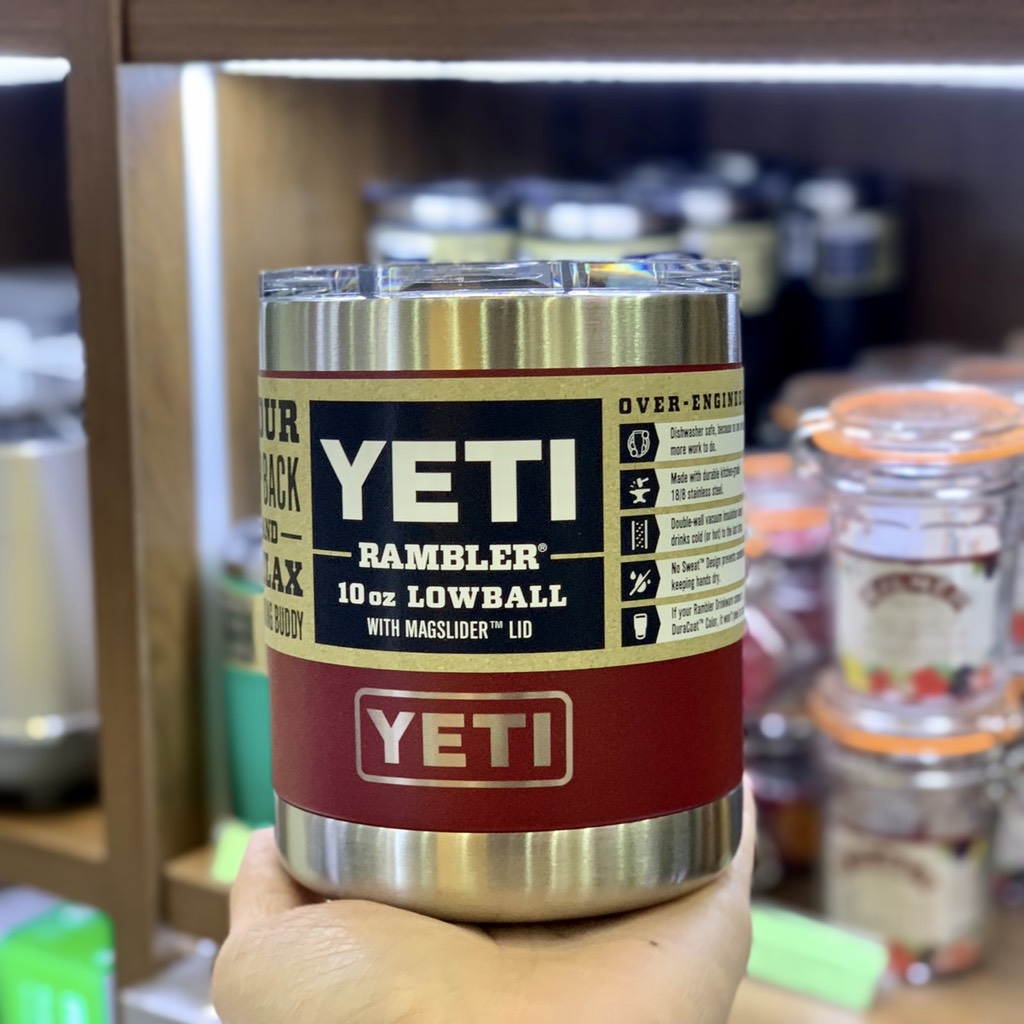 YETI
RAMBLER®
10 oz LOWBALL
WITH MAGSLIDER™ LID
BACK
BUDDY
OVER-ENGINE
Dishwasher safe, because
more work to do.
Made with durable kitchen-grade
18/8 stainless steel.
Double-wall vacuum insulation
drinks cold (or hot) to the
No Sweat™ Design prevents
keeping hands dry.
If your Rambler Drinkware
DuraCoat™ Color, it won't
YETI